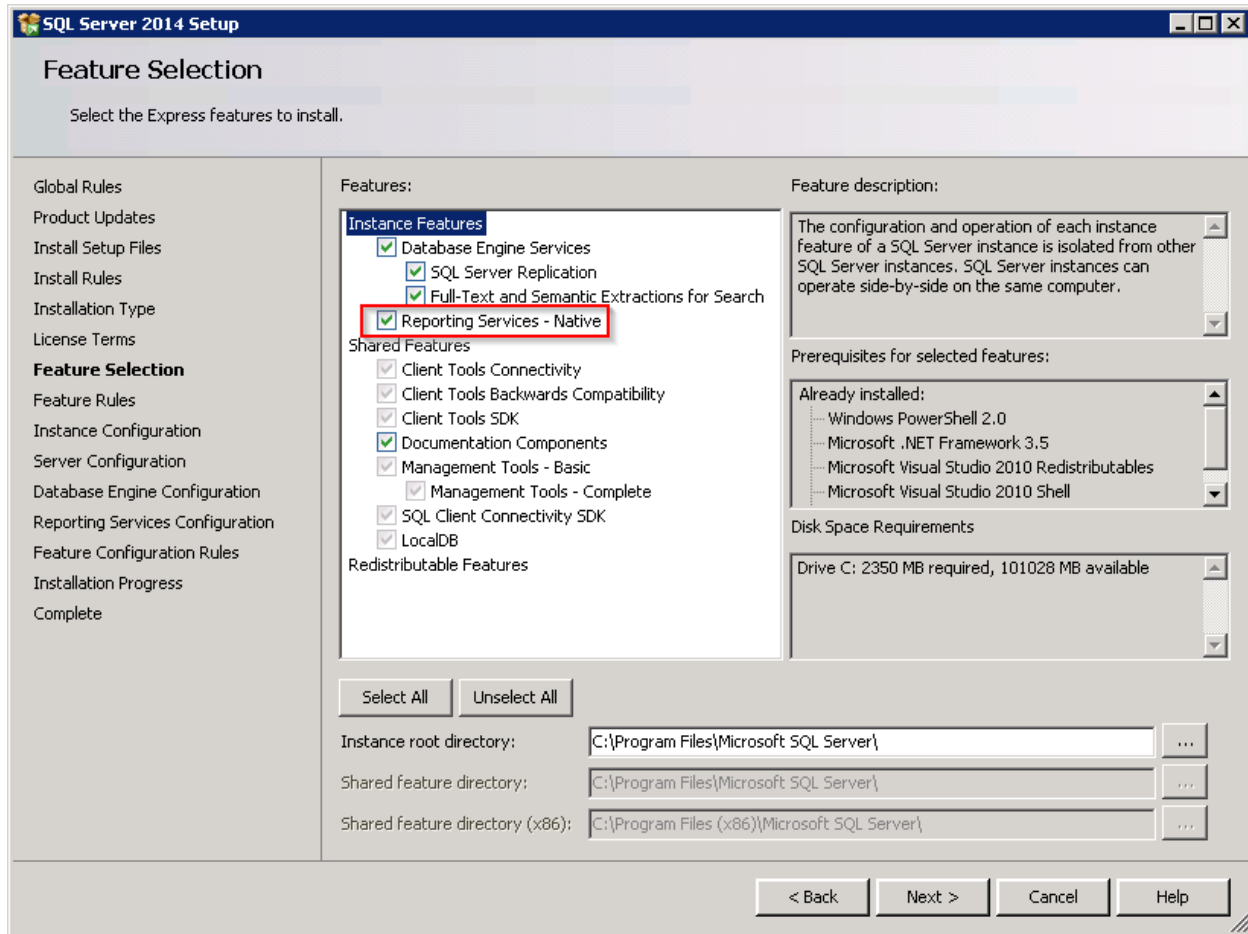 SQL Server 2014 Setup
Feature Selection
Select the Express features to install.
Global Rules
Product Updates
Install Setup Files
Install Rules
Installation Type
License Terms
Feature Selection
Feature Rules
Instance Configuration
Server Configuration
Database Engine Configuration
Reporting Services Configuration
Feature Configuration Rules
Installation Progress
Complete
Features:
Instance Features
Database Engine Services
SQL Server Replication
Full-Text and Semantic Extractions for Search
Reporting Services - Native
Shared Features
Client Tools Connectivity
Client Tools Backwards Compatibility
Client Tools SDK
Documentation Components
Management Tools - Basic
Management Tools - Complete
SQL Client Connectivity SDK
LocalDB
Redistributable Features
Feature description:
The configuration and operation of each instance
feature of a SQL Server instance is isolated from other
SQL Server instances. SQL Server instances can
operate side-by-side on the same computer.
Prerequisites for selected features:
Already installed:
Windows PowerShell 2.0
Microsoft .NET Framework 3.5
Microsoft Visual Studio 2010 Redistributables
Microsoft Visual Studio 2010 Shell
Disk Space Requirements
Drive C: 2350 MB required, 101028 MB available
Select All
Unselect All
Instance root directory:
C:\Program Files\Microsoft SQL Server\
...
Shared feature directory:
C:\Program Files\Microsoft SQL Server\
...
Shared feature directory (x86):
C:\Program Files (x86)\Microsoft SQL Server\
...
< Back
Next >
Cancel
Help